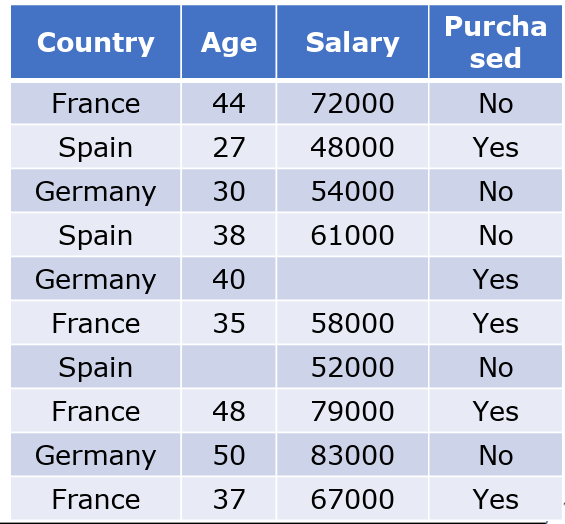 Country Age Salary Purcha
sed
France 44 72000 No
Spain 27 48000 Yes
Germany 30 54000 No
Spain 38 61000 No
Germany 40 Yes
France 35 58000 Yes
Spain 52000 No
France 48 79000 Yes
Germany 50 83000 No
France 37 67000 Yes